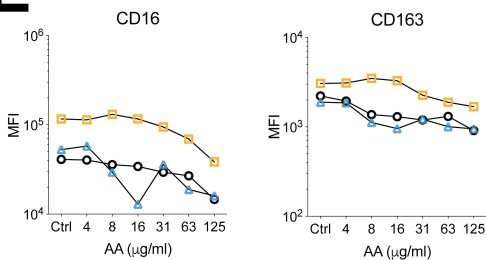 CD16
10⁶
10⁵
10⁴
MFI
Ctrl 4 8 16 31 63 125
AA (μg/ml)
CD163
10⁴
10³
10²
MFI
Ctrl 4 8 16 31 63 125
AA (μg/ml)